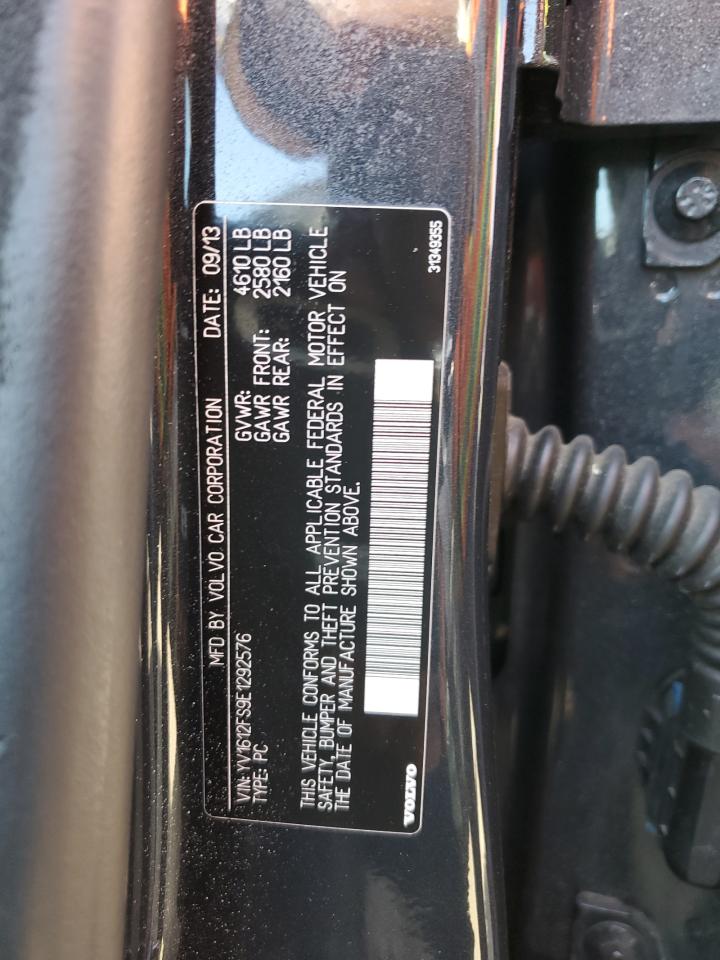 MFD BY VOLVO CAR CORPORATION DATE: 09/13
VIN: YV1612FS9E1292576 GVWR: 4610 LB
TYPE: PC GAWR FRONT: 2580 LB
GAWR REAR: 2160 LB
THIS VEHICLE CONFORMS TO ALL APPLICABLE FEDERAL MOTOR VEHICLE
SAFETY, BUMPER AND THEFT PREVENTION STANDARDS IN EFFECT ON
THE DATE OF MANUFACTURE SHOWN ABOVE.
VOLVO 31349355